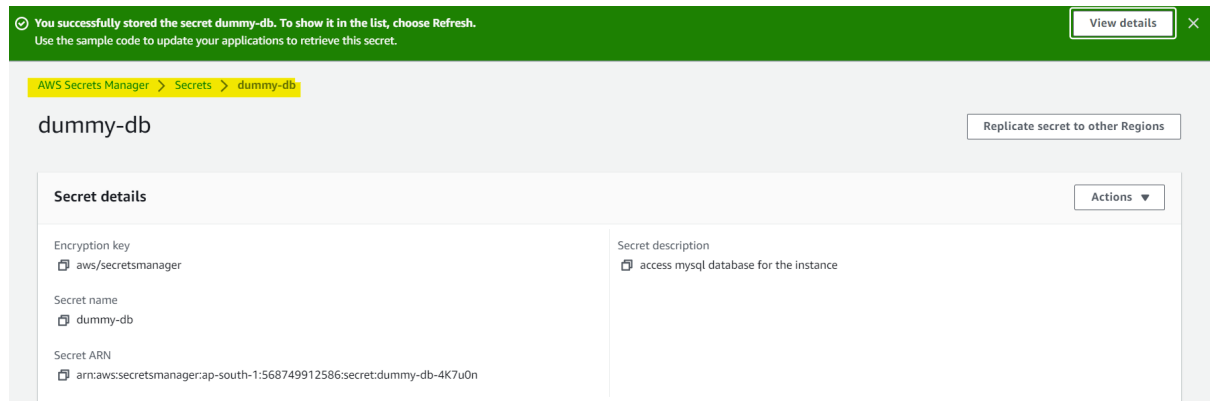 You successfully stored the secret dummy-db. To show it in the list, choose Refresh.
View details
Use the sample code to update your applications to retrieve this secret.
AWS Secrets Manager > Secrets > dummy-db
dummy-db
Replicate secret to other Regions
Secret details
Actions
Encryption key
aws/secretsmanager
Secret description
access mysql database for the instance
Secret name
dummy-db
Secret ARN
arn:aws:secretsmanager:ap-south-1:568749912586:secret:dummy-db-4K7u0n